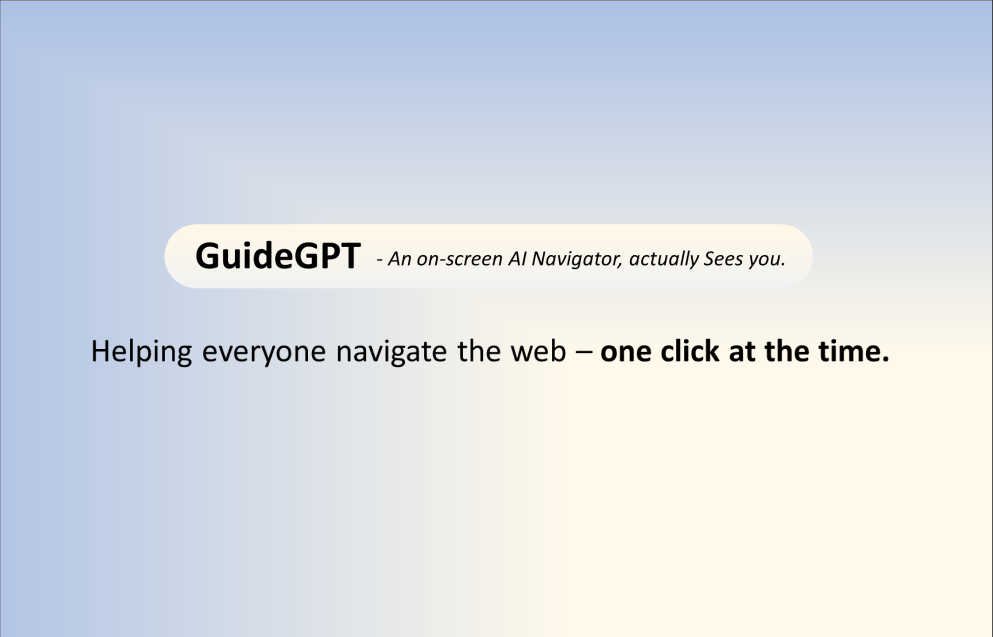 GuideGPT - An on-screen AI Navigator, actually Sees you.
Helping everyone navigate the web – one click at the time.